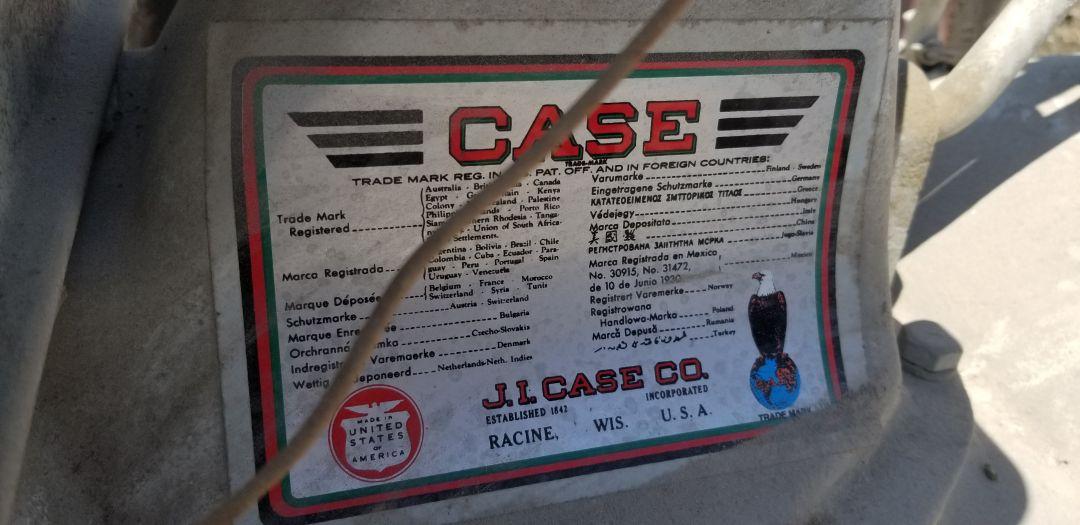 CASE
TRADE-MARK
TRADE MARK REG. IN PAT. OFF. AND IN FOREIGN COUNTRIES:
Trade Mark
Registered
Australia · Canada
Egypt · Kenya
Colony Palestine
Porto Rico
Rhodesia · Tanga-
Union of South Africa
Settlements.
Marca Registrada
Bolivia · Brazil · Chile
Colombia · Cuba · Ecuador · Para-
guay · Peru · Portugal Spain
Uruguay · Venezuela
Marque Déposée
Belgium · France Morocco
Switzerland · Syria · Tunis
Schutzmarke Austria · Switzerland
Marque Bulgaria
Orchranná Czecho-Slovakia
Varemaerke Denmark
Wettig Netherlands-Neth. Indies
Varumarke Finland · Sweden
Eingetragene Schutzmarke Germany
ΚΑΤΑΤΕΘΕΙΜΕΝΟΣ ΣΜΤΤΟΡΙΚΟΣ ΤΙΤΛΟΣ Greece
Védejegy Hungary
Marca Depositata Italy
China
Jugo-Slavia
Marca Registrada en Mexico
No. 30915, No. 31472,
de 10 de Junio 1930
Mexico
Registrert Varemerke Norway
Registrowana
Handlowa-Marka Poland
Marcă Depusă Rumania
Turkey
J.I. CASE CO.
ESTABLISHED 1842 INCORPORATED
RACINE, WIS. U.S.A.
MADE IN
UNITED
STATES
OF
AMERICA
TRADE MARK